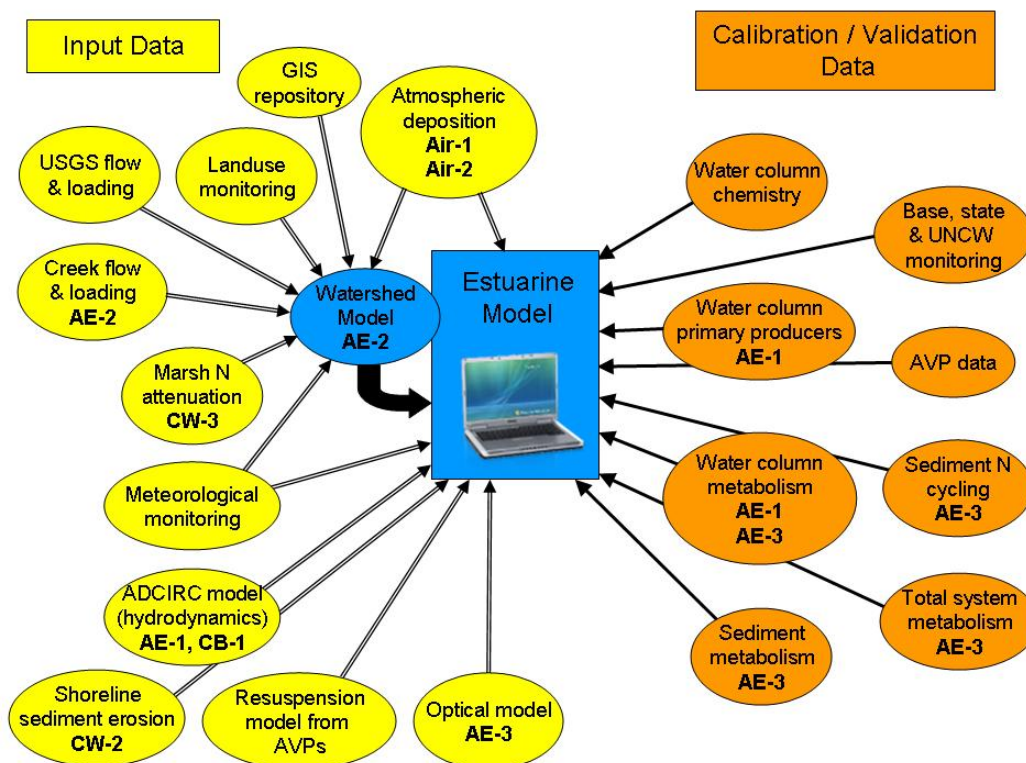 Input Data
Calibration / Validation
Data
GIS
repository
Atmospheric
deposition
Air-1
Air-2
USGS flow
& loading
Landuse
monitoring
Creek flow
& loading
AE-2
Watershed
Model
AE-2
Marsh N
attenuation
CW-3
Meteorological
monitoring
ADCIRC model
(hydrodynamics)
AE-1, CB-1
Shoreline
sediment erosion
CW-2
Resuspension
model from
AVPs
Optical model
AE-3
Estuarine
Model
Water column
chemistry
Base, state
& UNCW
monitoring
Water column
primary producers
AE-1
AVP data
Water column
metabolism
AE-1
AE-3
Sediment N
cycling
AE-3
Total system
metabolism
AE-3
Sediment
metabolism
AE-3